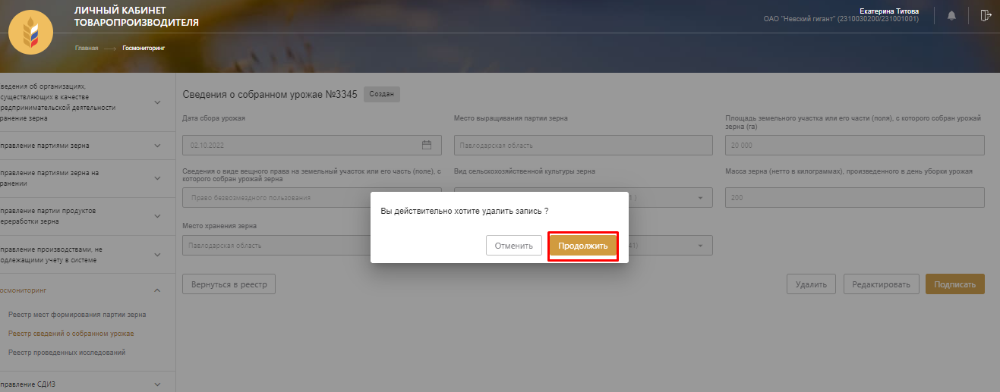 ЛИЧНЫЙ КАБИНЕТ
ТОВАРОПРОИЗВОДИТЕЛЯ
Екатерина Титова
ОАО "Невский гигант" (2310030200/231001001)
Главная
Госмониторинг
ведения об организациях,
существляющих в качестве
редпринимательской деятельности
ранение зерна
правление партиями зерна
правление партиями зерна на
ранении
правление партии продуктов
ереработки зерна
правление производствами, не
одлежащими учету в системе
осмониторинг
Реестр мест формирования партии зерна
Реестр сведений о собранном урожае
Реестр проведенных исследований
правление СДИЗ
Сведения о собранном урожае №3345
Создан
Дата сбора урожая
Место выращивания партии зерна
Площадь земельного участка или его части (поля), с которого собран урожай
зерна (га)
02.10.2022
Павлодарская область
20 000
Сведения о виде вещного права на земельный участок или его часть (поле), с
которого собран урожай зерна
Вид сельскохозяйственной культуры зерна
Масса зерна (нетто в килограммах), произведенного в день уборки урожая
Право безвозмездного пользования
1.)
200
Место хранения зерна
Павлодарская область
41)
Вы действительно хотите удалить запись ?
Отменить
Продолжить
Вернуться в реестр
Удалить
Редактировать
Подписать